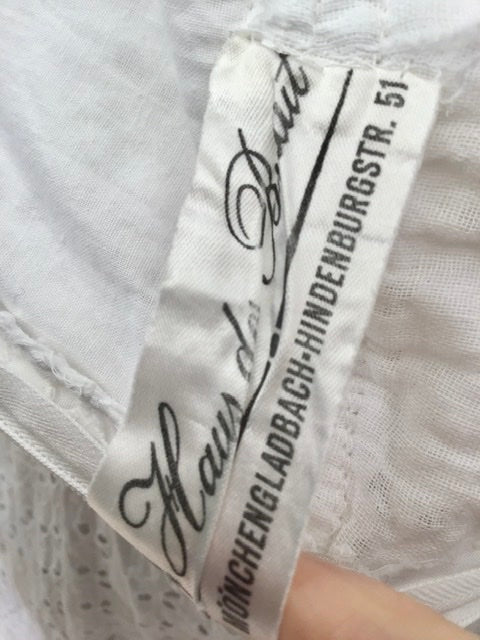 Haus der Braut
MÖNCHENGLADBACH-HINDENBURGSTR. 51